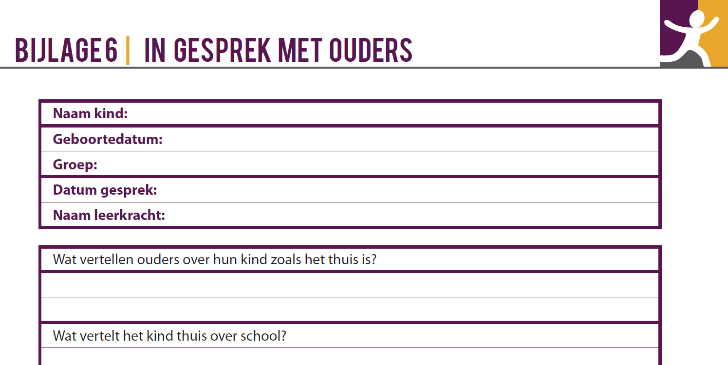 BIJLAGE 6 | IN GESPREK MET OUDERS
Naam kind:
Geboortedatum:
Groep:
Datum gesprek:
Naam leerkracht:
Wat vertellen ouders over hun kind zoals het thuis is?
Wat vertelt het kind thuis over school?